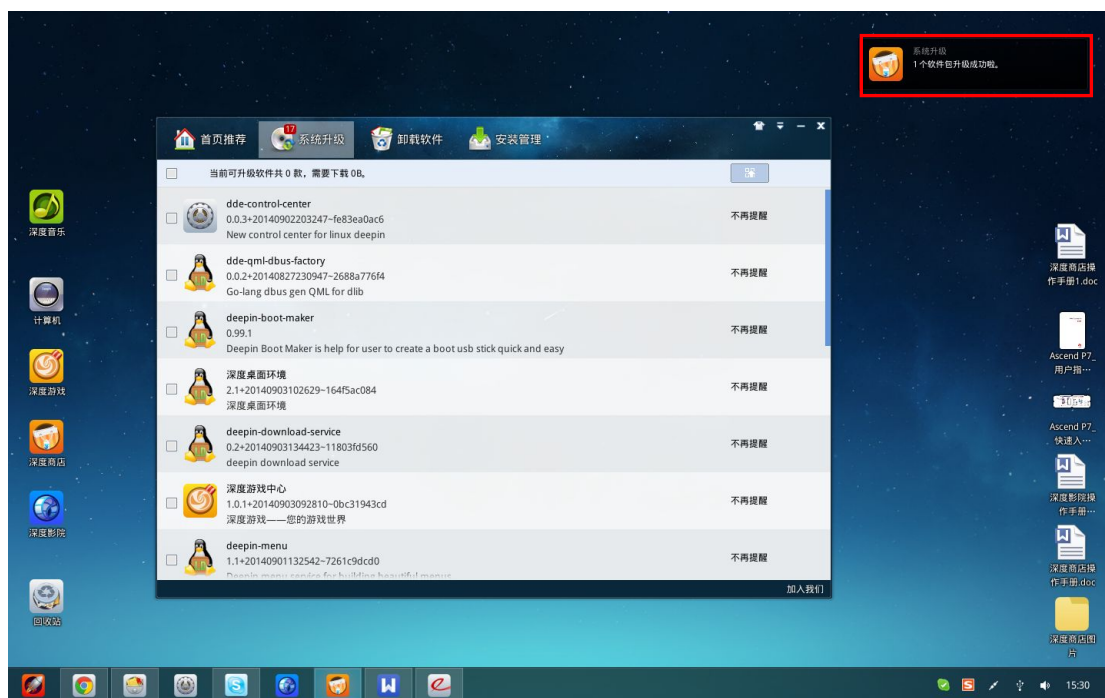 系统升级
1个软件包升级成功啦。
首页推荐
17
系统升级
卸载软件
安装管理
当前可升级软件共 0 款，需要下载 0B。
dde-control-center
0.0.3+20140902203247~fe83ea0ac6
New control center for linux deepin
不再提醒
dde-qml-dbus-factory
0.0.2+20140827230947~2688a776f4
Go-lang dbus gen QML for dlib
不再提醒
deepin-boot-maker
0.99.1
Deepin Boot Maker is help for user to create a boot usb stick quick and easy
不再提醒
深度桌面环境
2.1+20140903102629~164f5ac084
深度桌面环境
不再提醒
deepin-download-service
0.2+20140903134423~11803fd560
deepin download service
不再提醒
深度游戏中心
1.0.1+20140903092810~0bc31943cd
深度游戏——您的游戏世界
不再提醒
deepin-menu
1.1+20140901132542~7261c9dcd0
Deepin menu service for building beautiful menus
不再提醒
加入我们
深度音乐
计算机
深度游戏
深度商店
深度影院
回收站
深度商店操
作手册1.doc
Ascend P7_
用户指…
Ascend P7_
快速入…
深度影院操
作手册…
深度商店操
作手册.doc
深度商店图
片
15:30